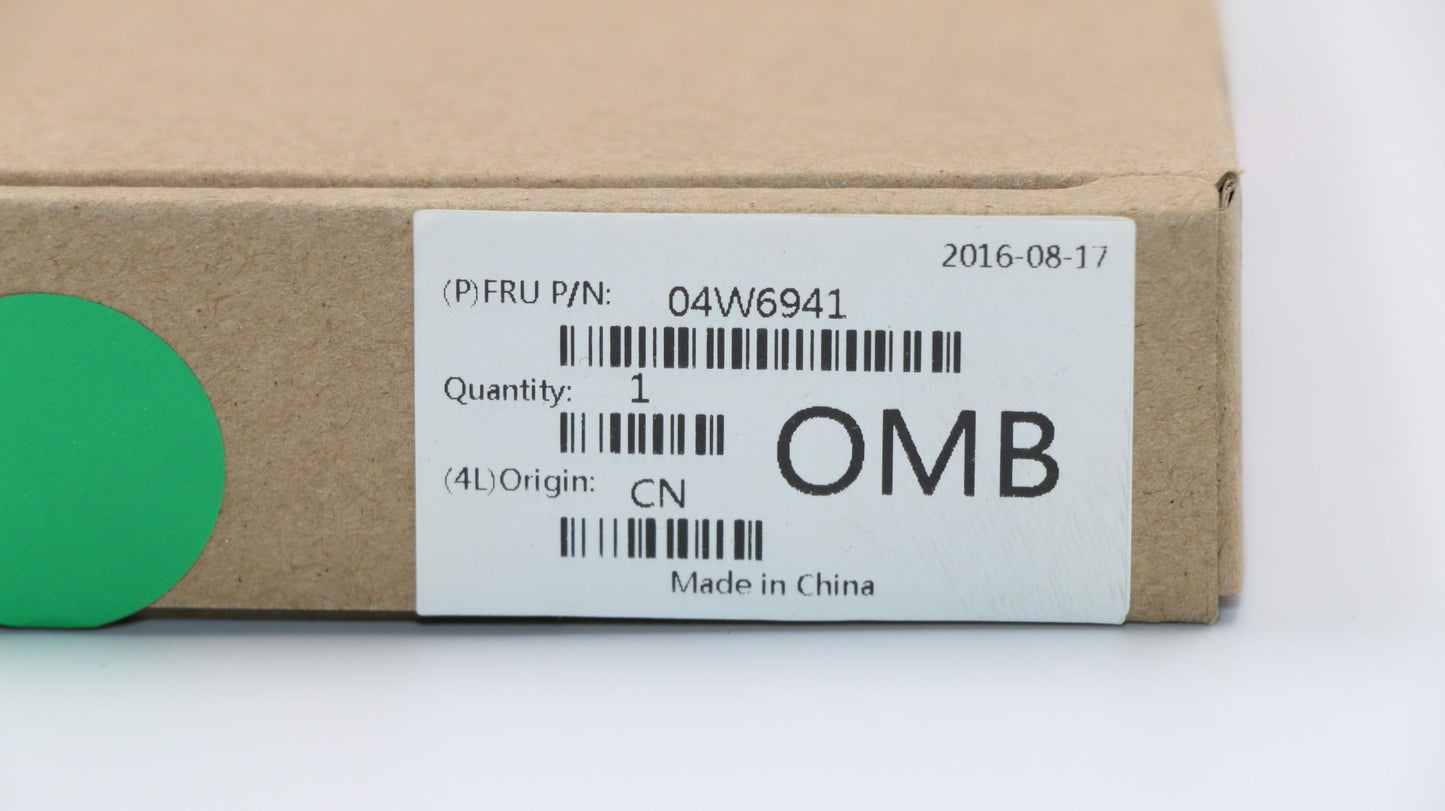 2016-08-17
(P)FRU P/N: 04W6941
Quantity: 1
OMB
(4L)Origin: CN
Made in China